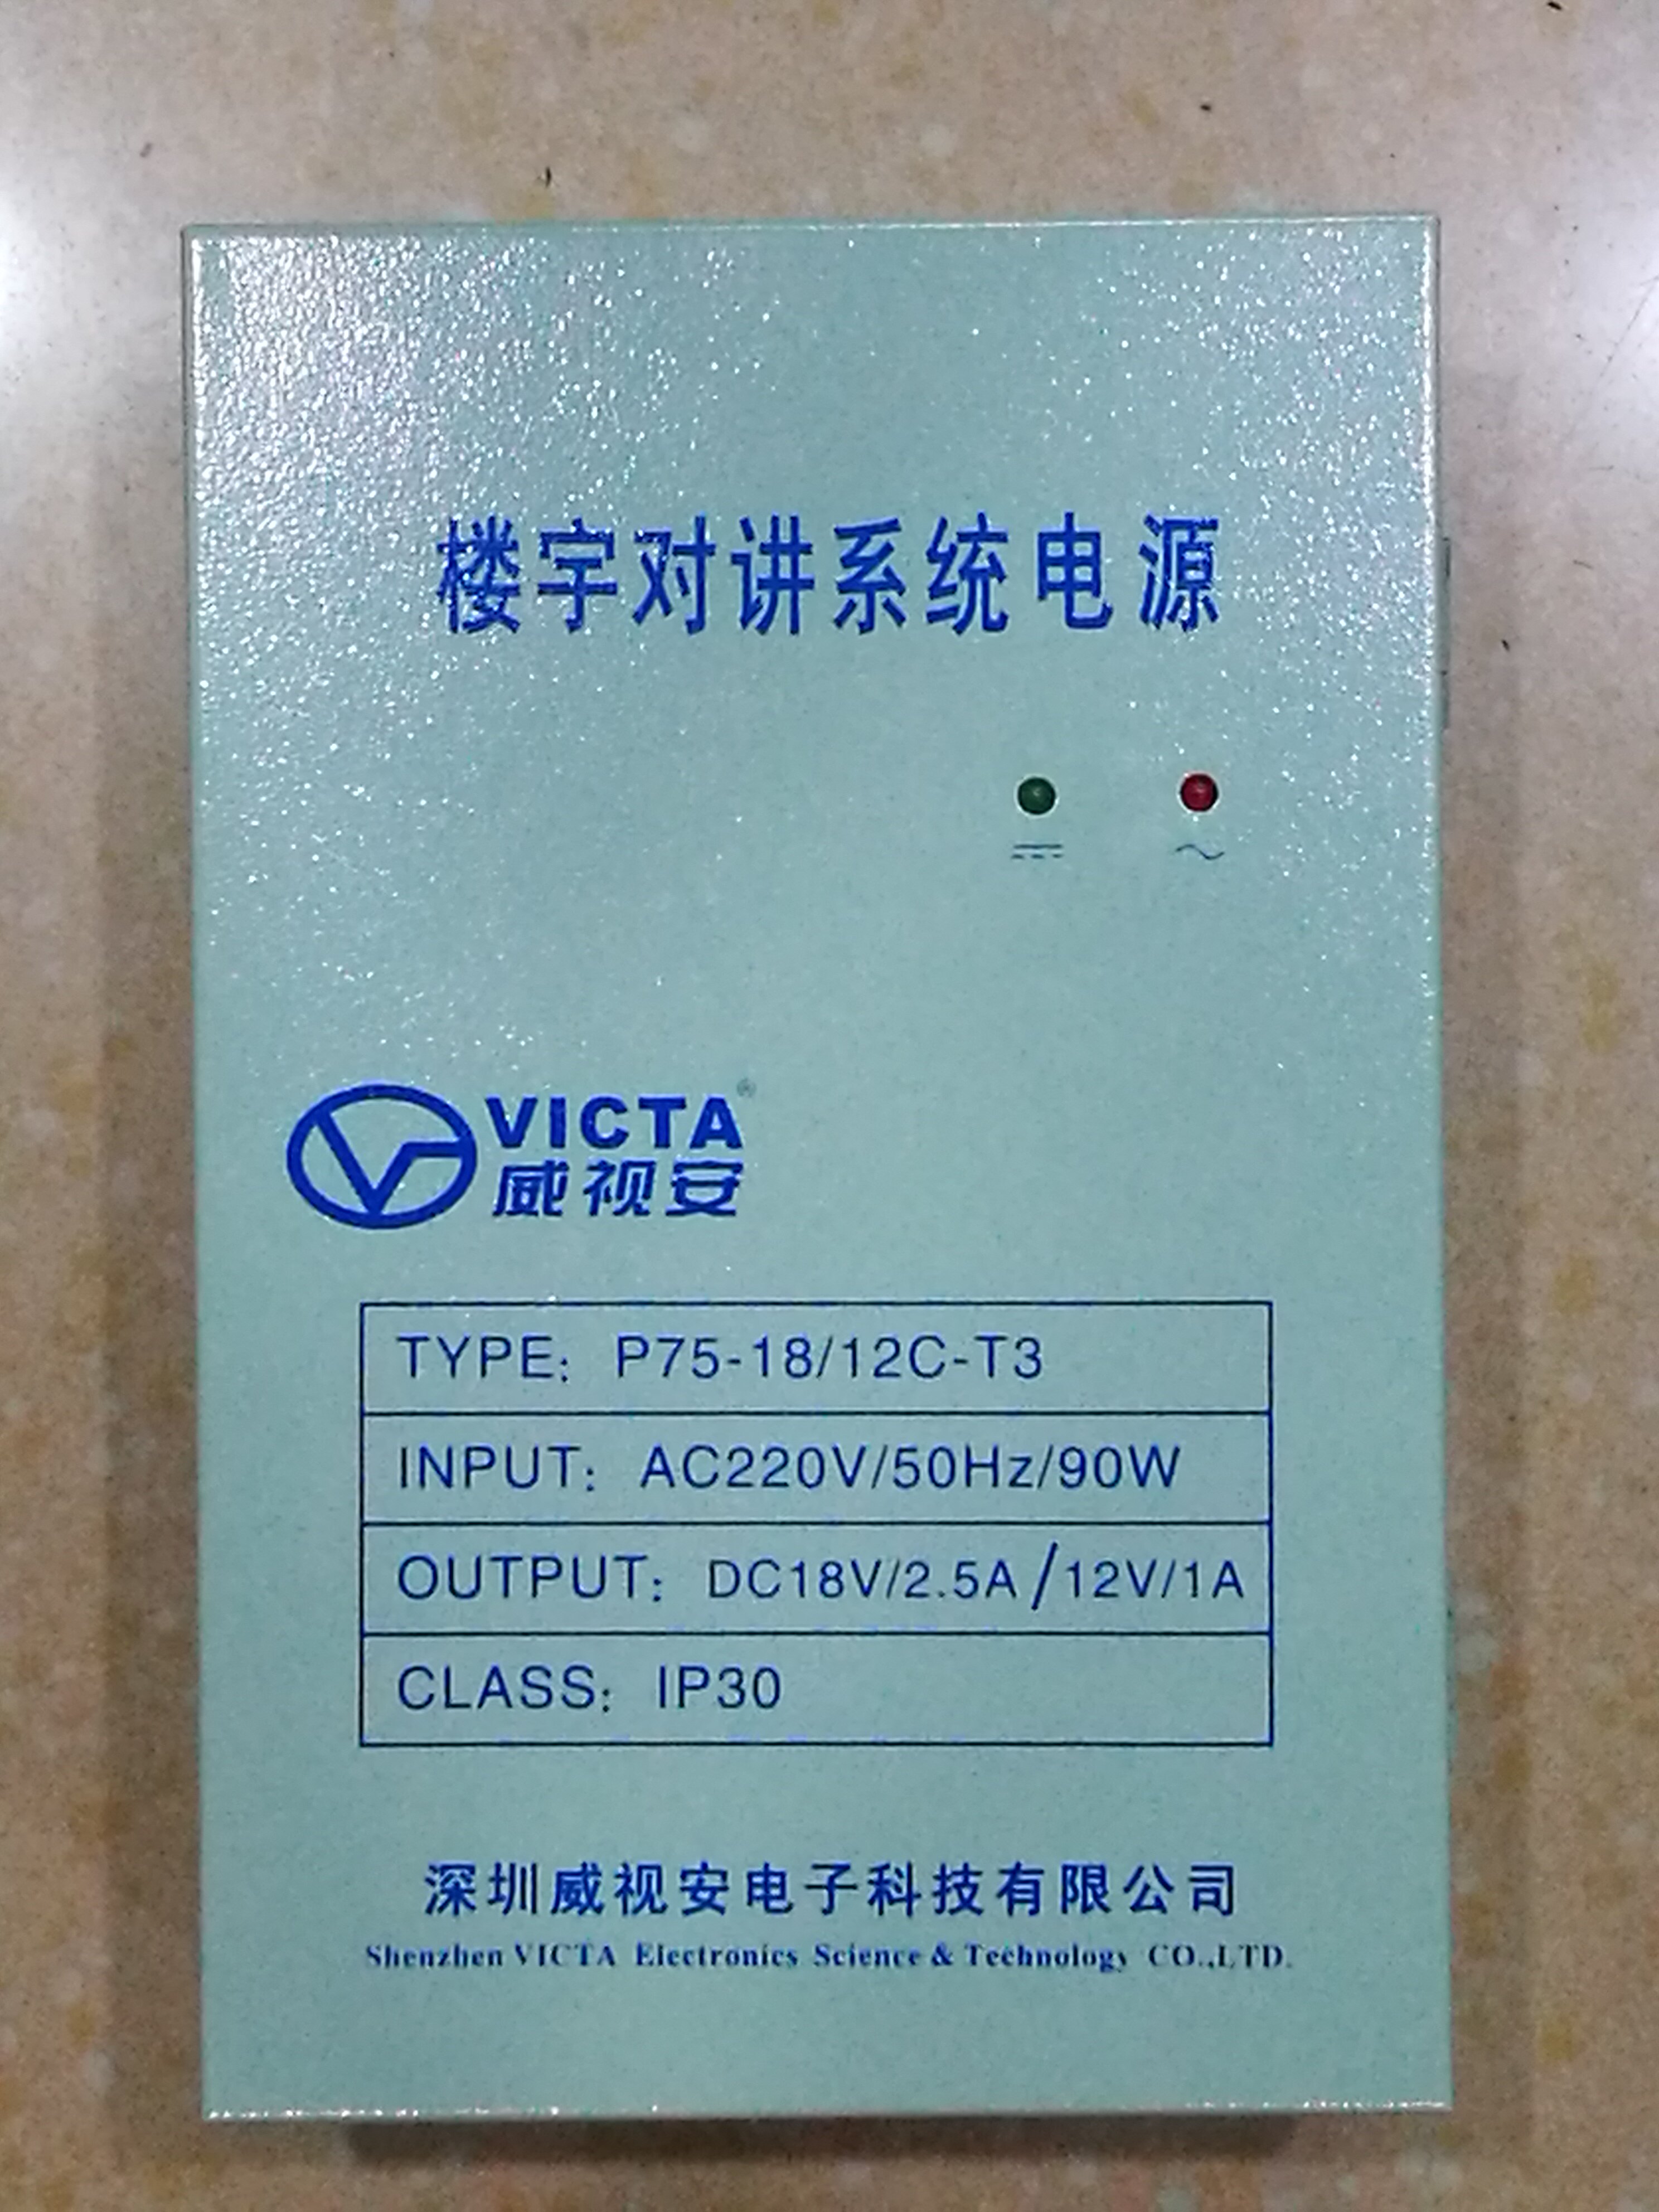 楼宇对讲系统电源
VICTA®
威视安
TYPE: P75-18/12C-T3
INPUT: AC220V/50Hz/90W
OUTPUT: DC18V/2.5A/12V/1A
CLASS: IP30
深圳威视安电子科技有限公司
Shenzhen VICTA Electronics Science & Technology CO.,LTD.